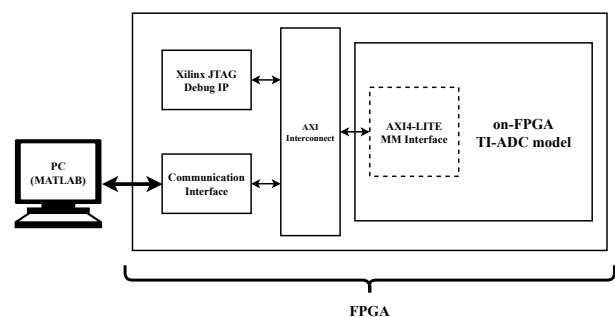 Xilinx JTAG
Debug IP
AXI
Interconnect
AXI4-LITE
MM Interface
on-FPGA
TI-ADC model
PC
(MATLAB)
Communication
Interface
FPGA